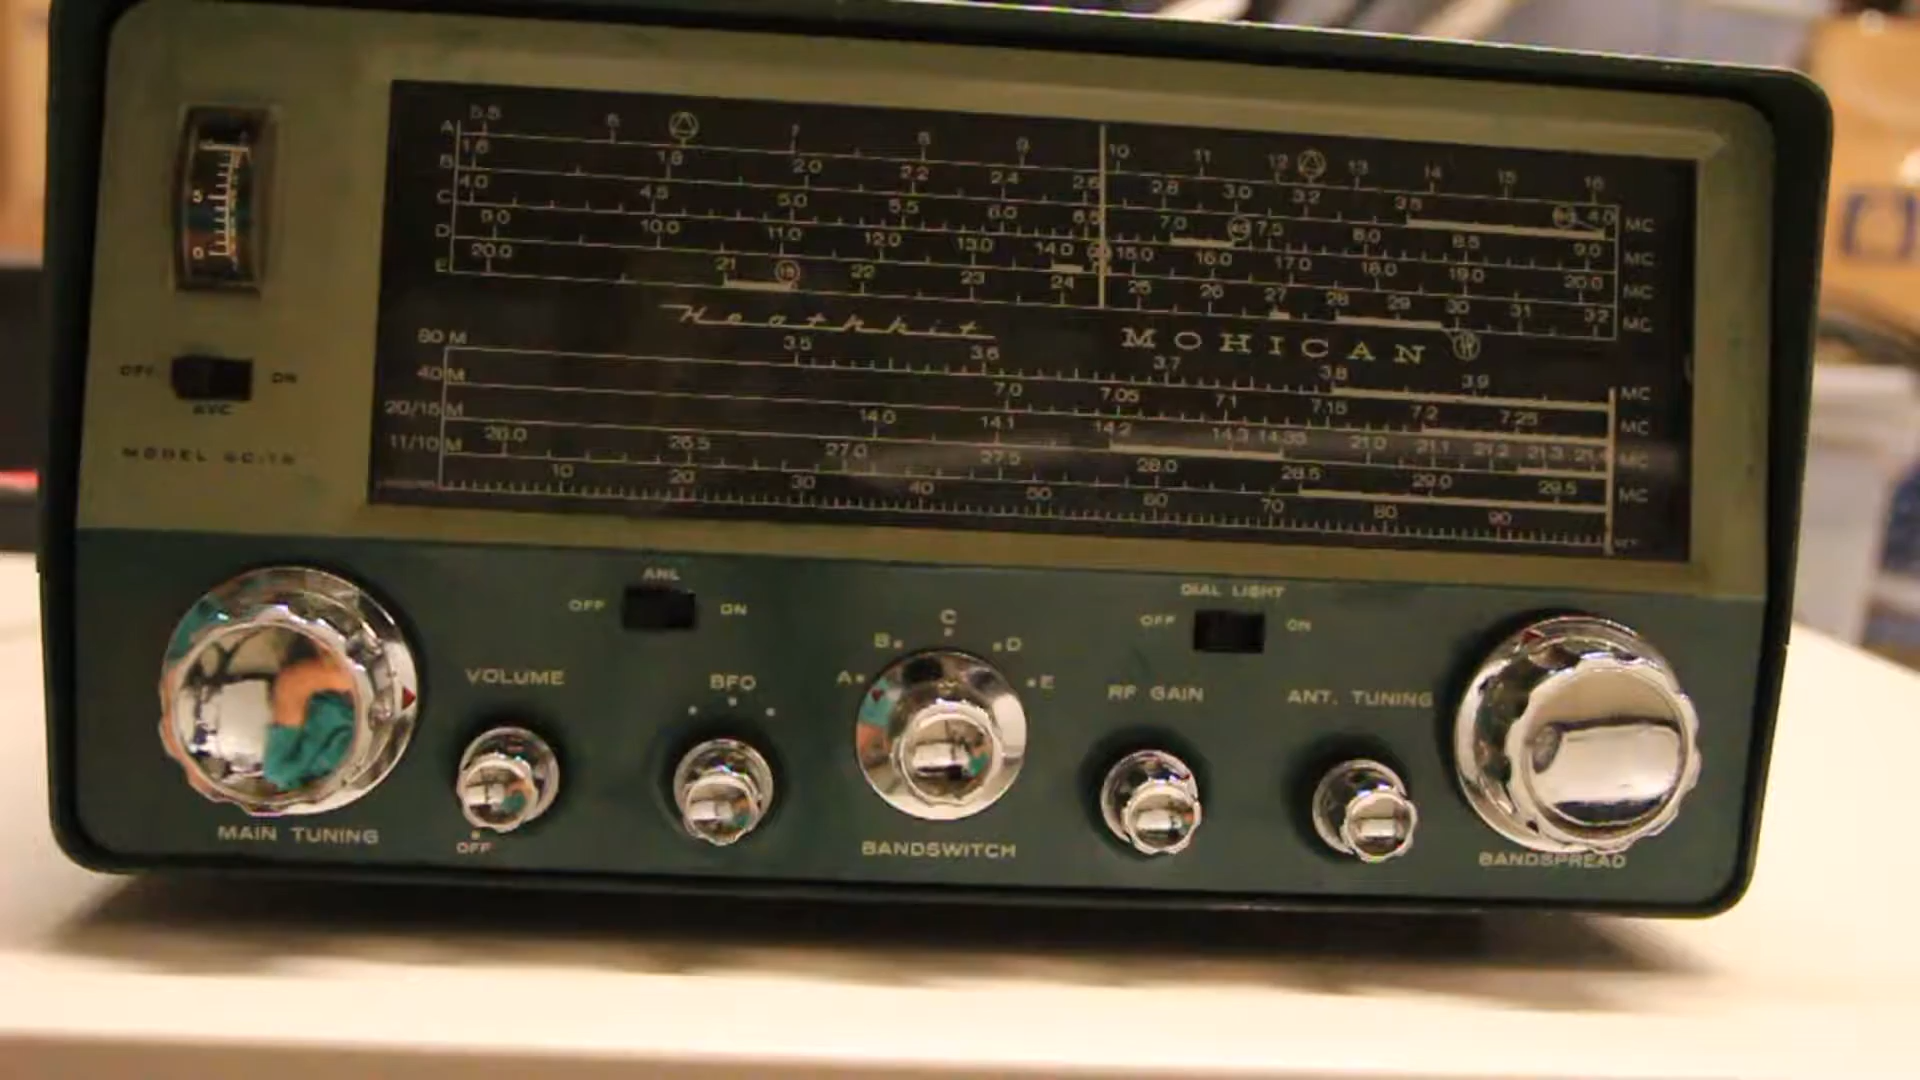 5.5 6 7 8 9 10 11 12 13 14 15 16
A 1.6 1.8 2.0 2.2 2.4 2.6 2.8 3.0 3.2 3.5 80 4.0 MC
B 4.0 4.5 5.0 5.5 6.0 6.5 7.0 40 7.5 8.0 8.5 9.0 MC
C 9.0 10.0 11.0 12.0 13.0 14.0 20 15.0 16.0 17.0 18.0 19.0 20.0 MC
D 20.0 21 15 22 23 24 25 26 27 28 29 30 31 32 MC
E
5
0
Heathkit MOHICAN
OFF ON
AVC
MODEL GC-1A
80 M 3.5 3.6 3.7 3.8 3.9 MC
40 M 7.0 7.05 7.1 7.15 7.2 7.25 MC
20/15 M 14.0 14.1 14.2 14.3 14.35 21.0 21.1 21.2 21.3 MC
11/10 M 26.0 26.5 27.0 27.5 28.0 28.5 29.0 29.5 MC
10 20 30 40 50 60 70 80 90
ANL
OFF ON
DIAL LIGHT
OFF ON
VOLUME
OFF
BFO
A B C D E
RF GAIN
ANT. TUNING
MAIN TUNING
BANDSWITCH
BANDSPREAD